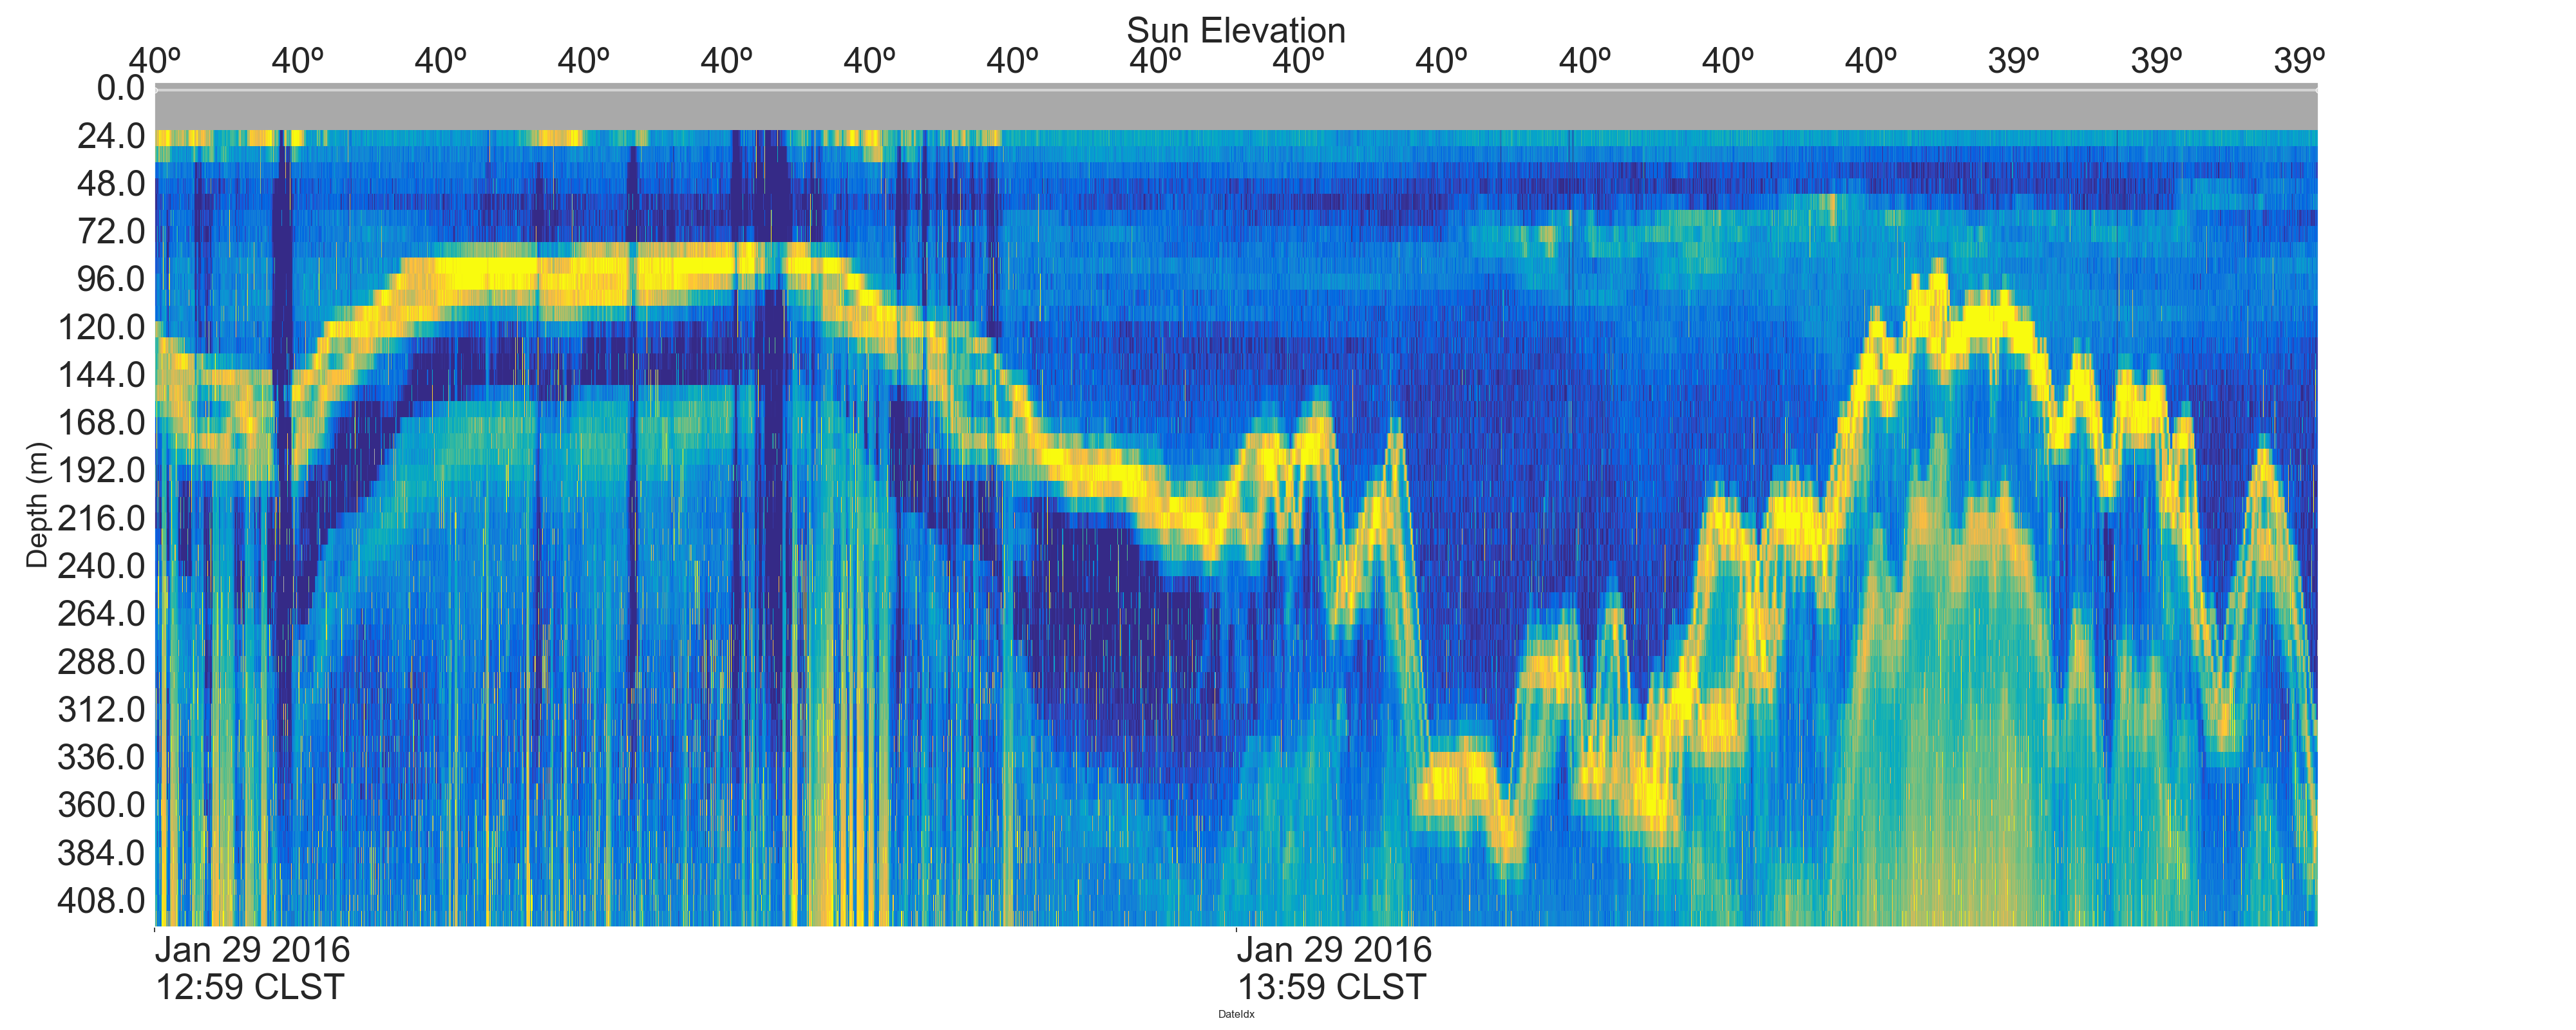 Sun Elevation
40º 40º 40º 40º 40º 40º 40º 40º 40º 40º 40º 40º 40º 39º 39º 39º
0.0
24.0
48.0
72.0
96.0
120.0
144.0
168.0
192.0
216.0
240.0
264.0
288.0
312.0
336.0
360.0
384.0
408.0
Depth (m)
Jan 29 2016
12:59 CLST
Jan 29 2016
13:59 CLST
DateIdx